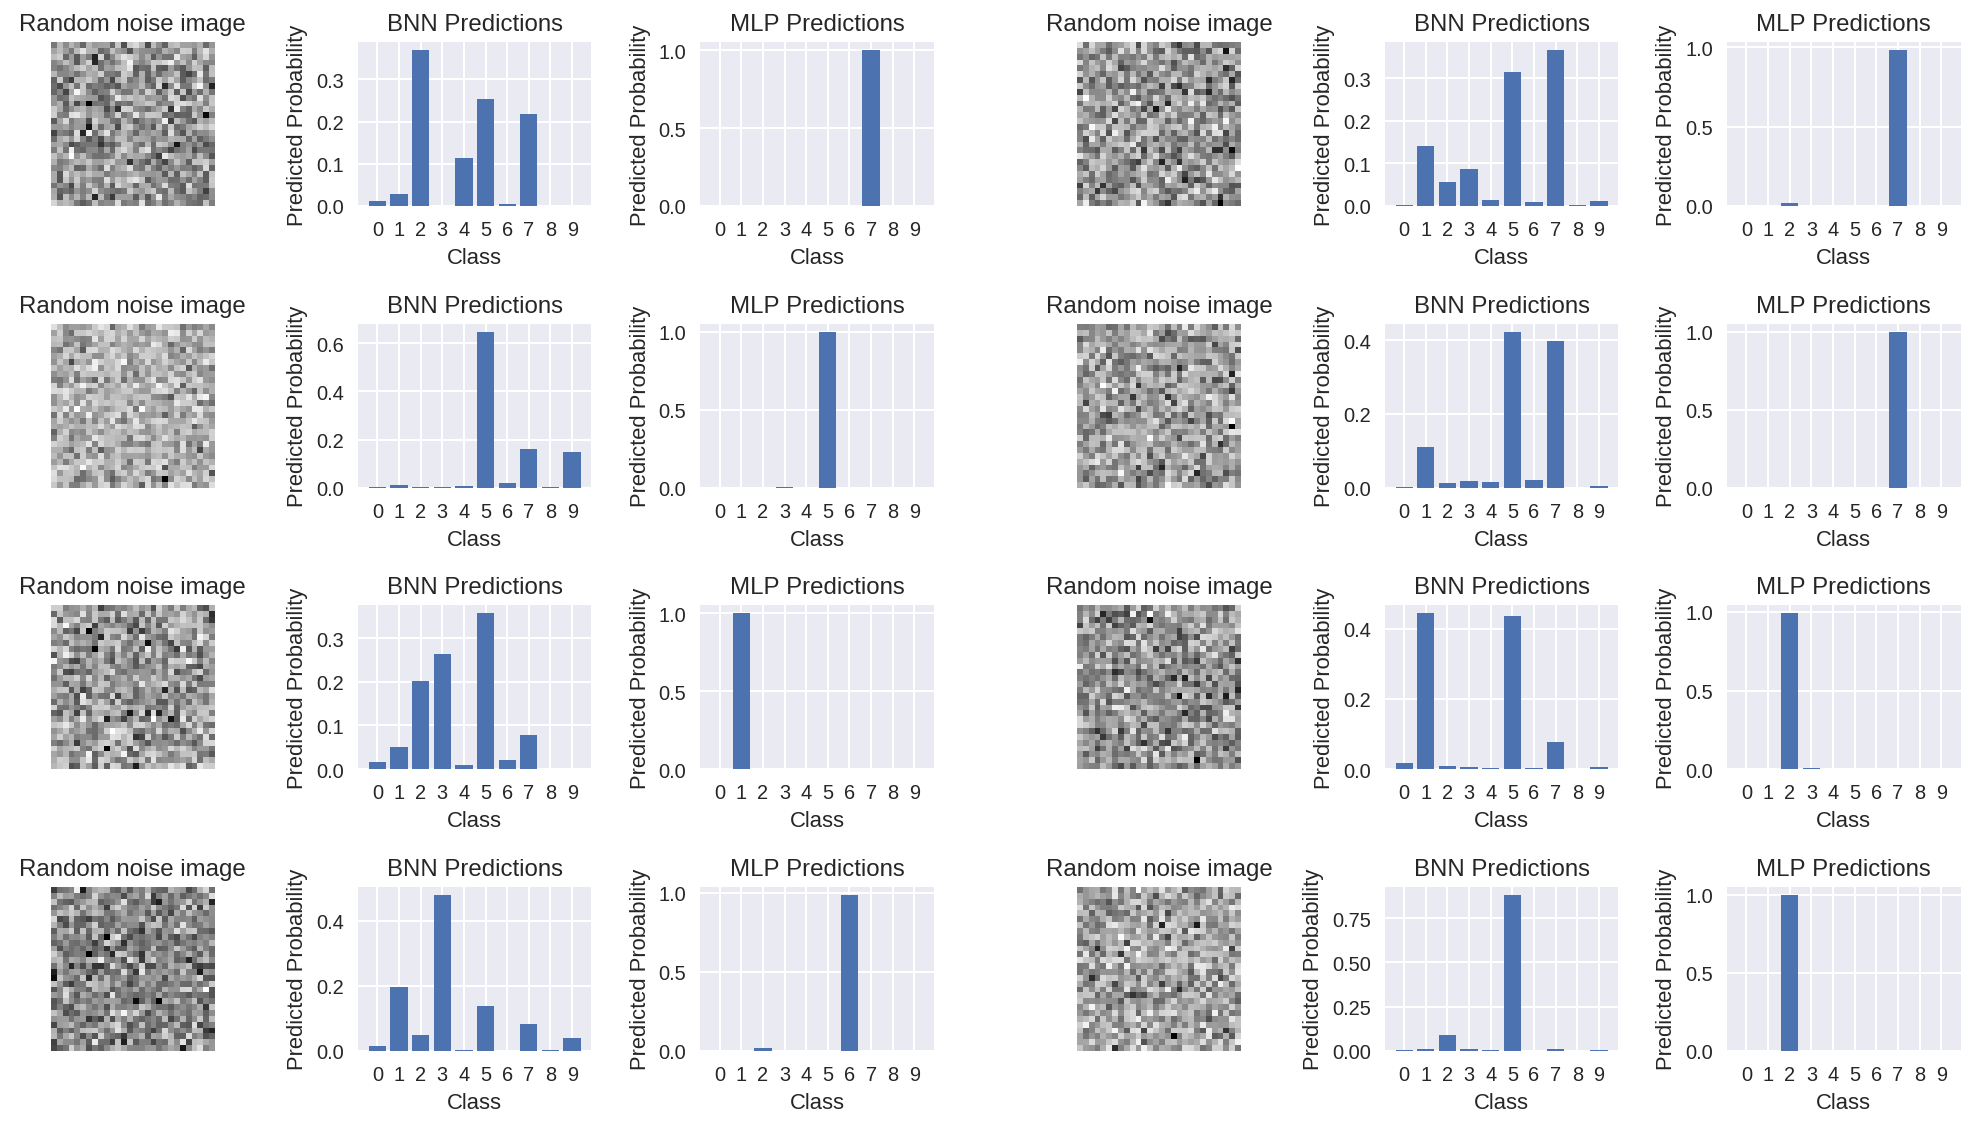 Random noise image
BNN Predictions
MLP Predictions
Random noise image
BNN Predictions
MLP Predictions
Predicted Probability
0.3
0.2
0.1
0.0
0 1 2 3 4 5 6 7 8 9
Class
Predicted Probability
1.0
0.5
0.0
0 1 2 3 4 5 6 7 8 9
Class
Predicted Probability
0.3
0.2
0.1
0.0
0 1 2 3 4 5 6 7 8 9
Class
Predicted Probability
1.0
0.5
0.0
0 1 2 3 4 5 6 7 8 9
Class
Random noise image
BNN Predictions
MLP Predictions
Random noise image
BNN Predictions
MLP Predictions
Predicted Probability
0.6
0.4
0.2
0.0
0 1 2 3 4 5 6 7 8 9
Class
Predicted Probability
1.0
0.5
0.0
0 1 2 3 4 5 6 7 8 9
Class
Predicted Probability
0.4
0.2
0.0
0 1 2 3 4 5 6 7 8 9
Class
Predicted Probability
1.0
0.5
0.0
0 1 2 3 4 5 6 7 8 9
Class
Random noise image
BNN Predictions
MLP Predictions
Random noise image
BNN Predictions
MLP Predictions
Predicted Probability
0.3
0.2
0.1
0.0
0 1 2 3 4 5 6 7 8 9
Class
Predicted Probability
1.0
0.5
0.0
0 1 2 3 4 5 6 7 8 9
Class
Predicted Probability
0.4
0.2
0.0
0 1 2 3 4 5 6 7 8 9
Class
Predicted Probability
1.0
0.5
0.0
0 1 2 3 4 5 6 7 8 9
Class
Random noise image
BNN Predictions
MLP Predictions
Random noise image
BNN Predictions
MLP Predictions
Predicted Probability
0.4
0.2
0.0
0 1 2 3 4 5 6 7 8 9
Class
Predicted Probability
1.0
0.5
0.0
0 1 2 3 4 5 6 7 8 9
Class
Predicted Probability
0.75
0.50
0.25
0.00
0 1 2 3 4 5 6 7 8 9
Class
Predicted Probability
1.0
0.5
0.0
0 1 2 3 4 5 6 7 8 9
Class